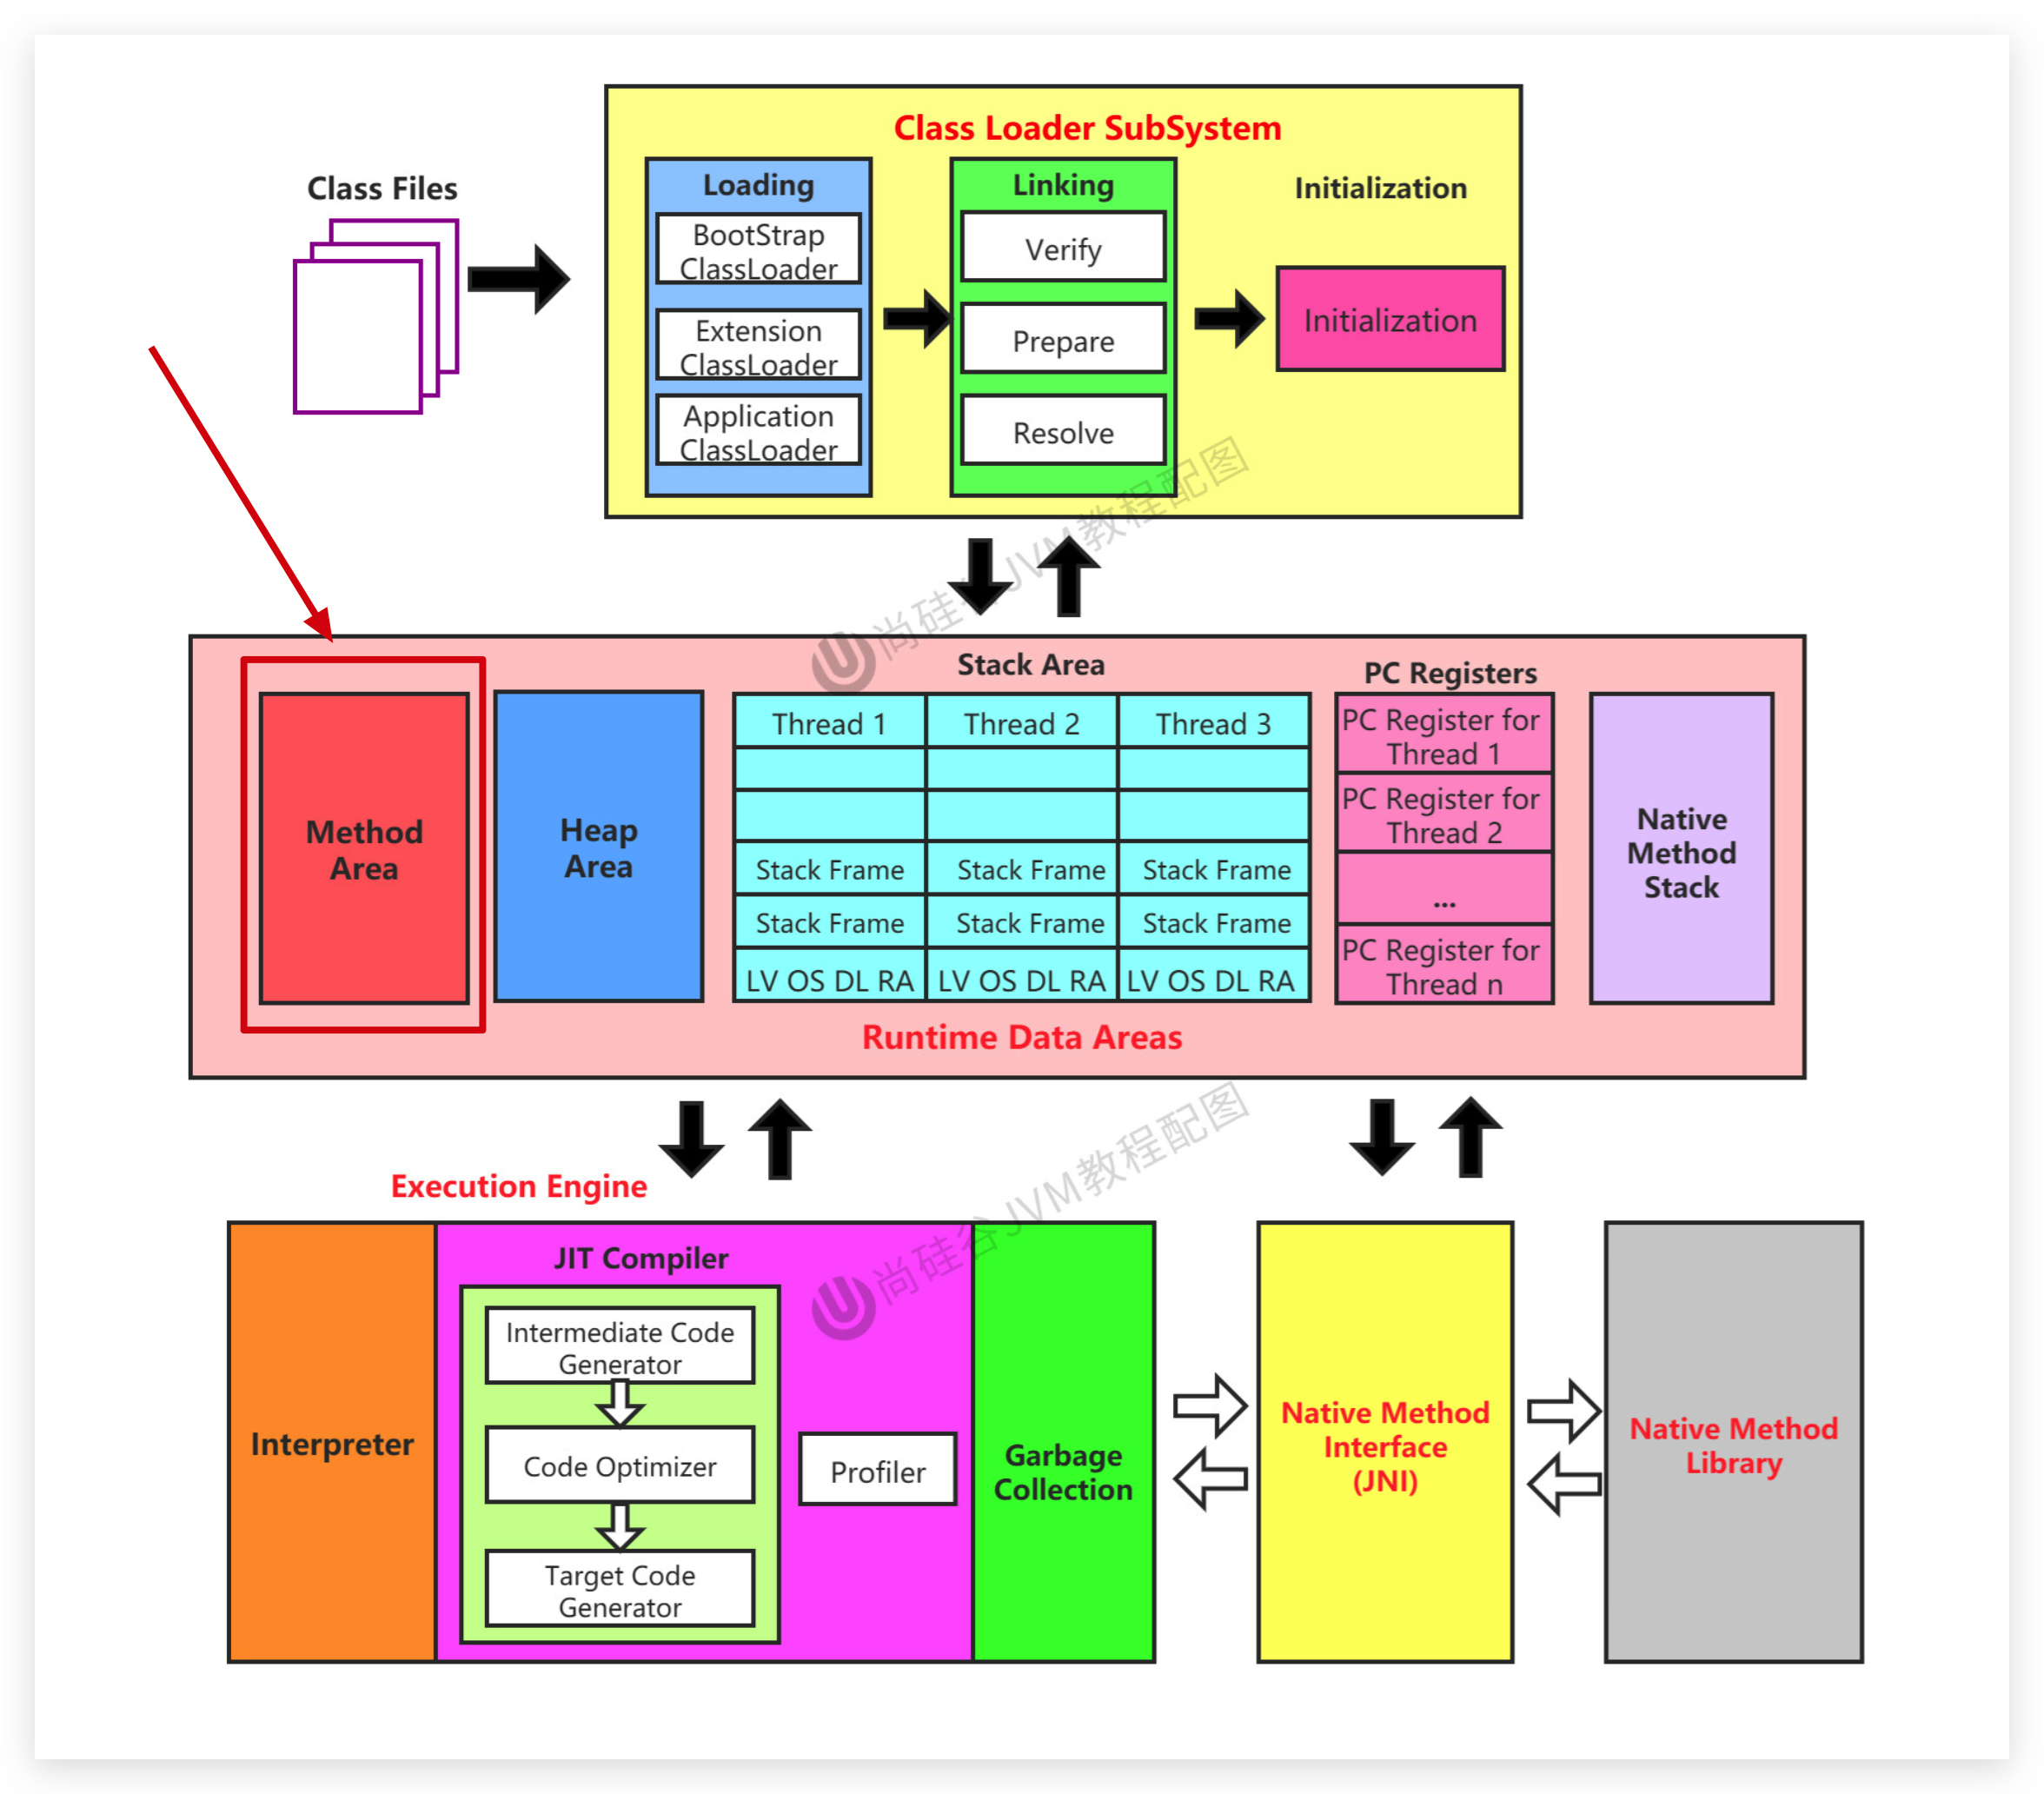 Class Loader SubSystem
Class Files
Loading
BootStrap
ClassLoader
Extension
ClassLoader
Application
ClassLoader
Linking
Verify
Prepare
Resolve
Initialization
Initialization
尚硅谷JVM教程配图
Method
Area
Heap
Area
Stack Area
Thread 1
Thread 2
Thread 3
Stack Frame
Stack Frame
Stack Frame
Stack Frame
Stack Frame
Stack Frame
LV OS DL RA
LV OS DL RA
LV OS DL RA
PC Registers
PC Register for
Thread 1
PC Register for
Thread 2
...
PC Register for
Thread n
Native
Method
Stack
Runtime Data Areas
尚硅谷JVM教程配图
Execution Engine
Interpreter
JIT Compiler
Intermediate Code
Generator
Code Optimizer
Target Code
Generator
Profiler
Garbage
Collection
Native Method
Interface
(JNI)
Native Method
Library